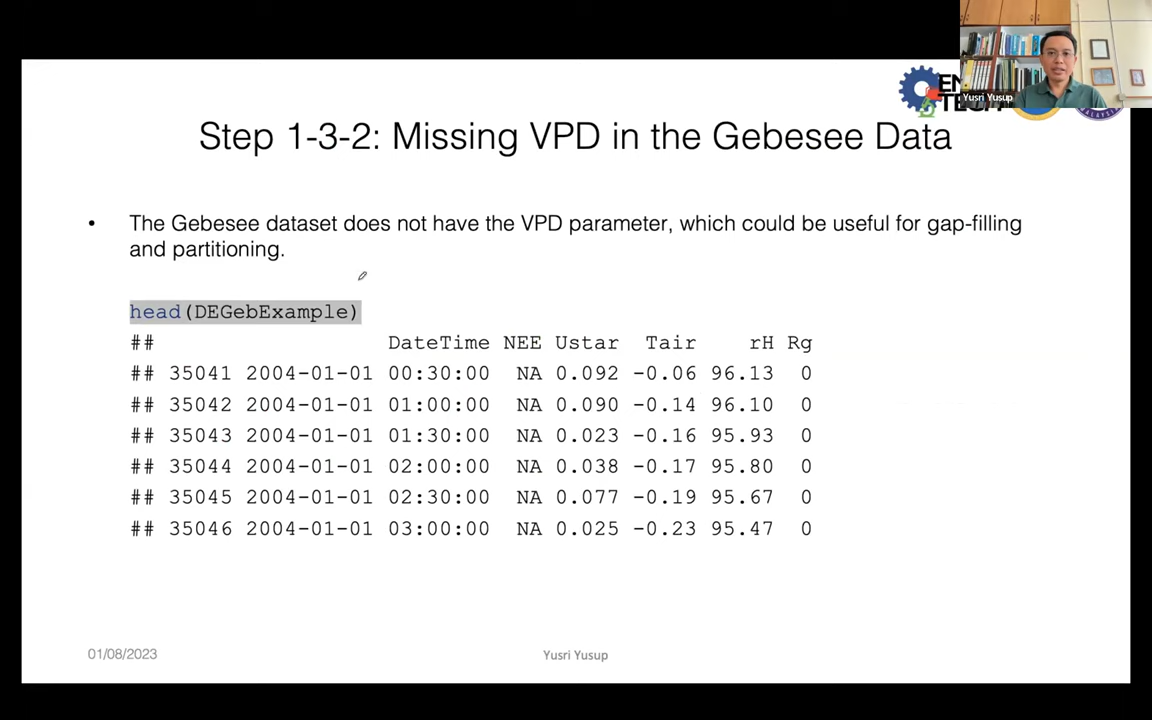 Yusri Yusup
Step 1-3-2: Missing VPD in the Gebesee Data
• The Gebesee dataset does not have the VPD parameter, which could be useful for gap-filling
and partitioning.
head(DEGebExample)
## DateTime NEE Ustar Tair rH Rg
## 35041 2004-01-01 00:30:00 NA 0.092 -0.06 96.13 0
## 35042 2004-01-01 01:00:00 NA 0.090 -0.14 96.10 0
## 35043 2004-01-01 01:30:00 NA 0.023 -0.16 95.93 0
## 35044 2004-01-01 02:00:00 NA 0.038 -0.17 95.80 0
## 35045 2004-01-01 02:30:00 NA 0.077 -0.19 95.67 0
## 35046 2004-01-01 03:00:00 NA 0.025 -0.23 95.47 0
01/08/2023
Yusri Yusup